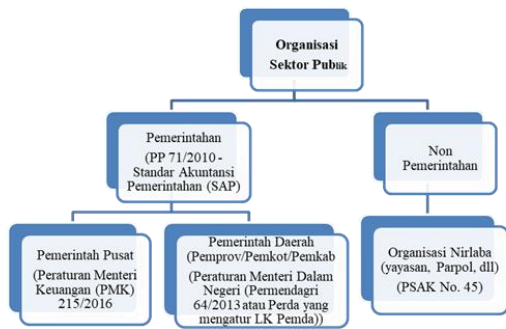 Organisasi
Sektor Publik
Pemerintahan
(PP 71/2010 -
Standar Akuntansi
Pemerintahan (SAP)
Non
Pemerintahan
Pemerintah Pusat
(Peraturan Menteri
Keuangan (PMK)
215/2016
Pemerintah Daerah
(Pemprov/Pemkot/Pemkab
(Peraturan Menteri Dalam
Negeri (Permendagri
64/2013 atau Perda yang
mengatur LK Pemda))
Organisasi Nirlaba
(yayasan, Parpol, dll)
(PSAK No. 45)